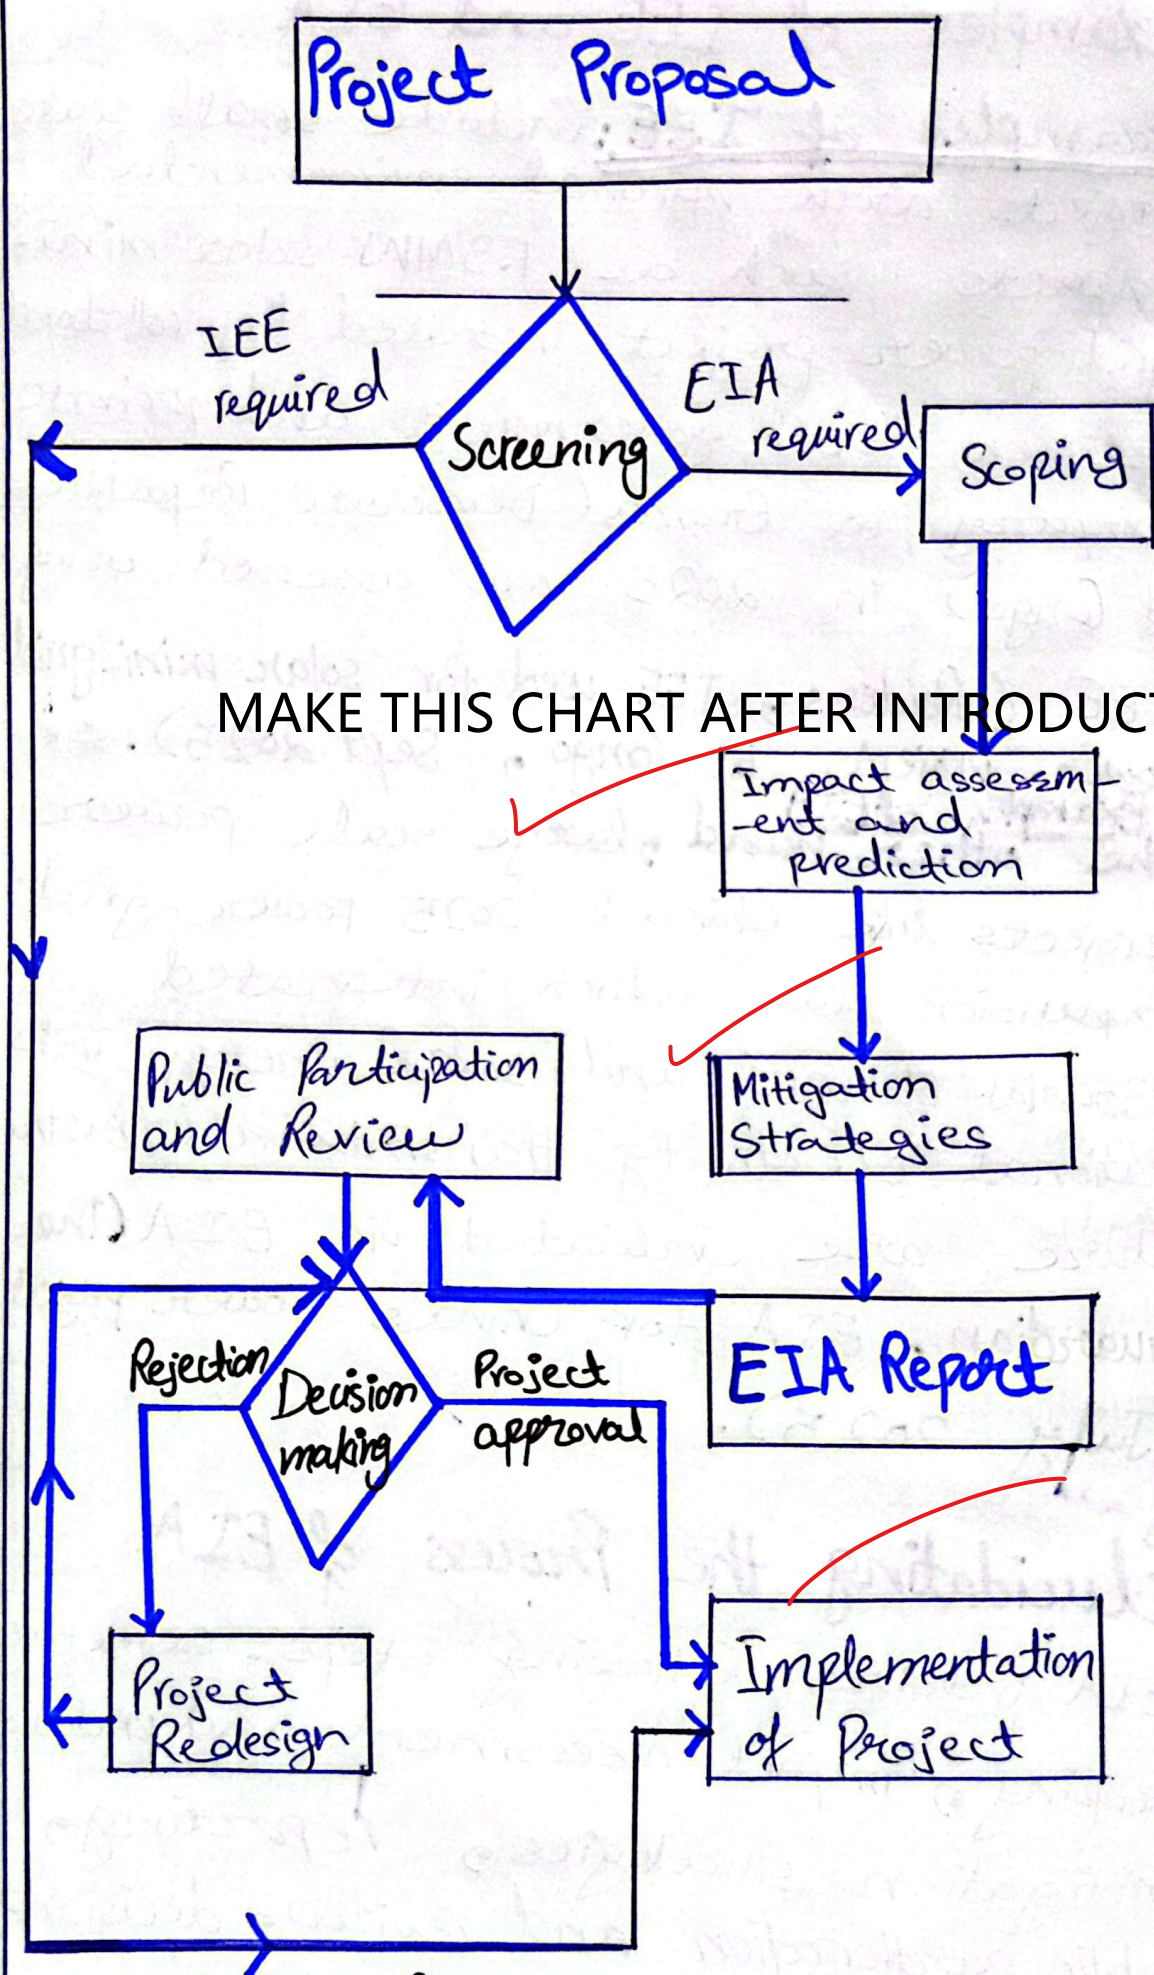 Project Proposal
IEE
required
EIA
required
Screening
Scoping
MAKE THIS CHART AFTER
Impact assessm-
-ent and
prediction
Public Participation
and Review
Mitigation
Strategies
Rejection
Decision
making
Project
approval
EIA Report
Project
Redesign
Implementation
of Project